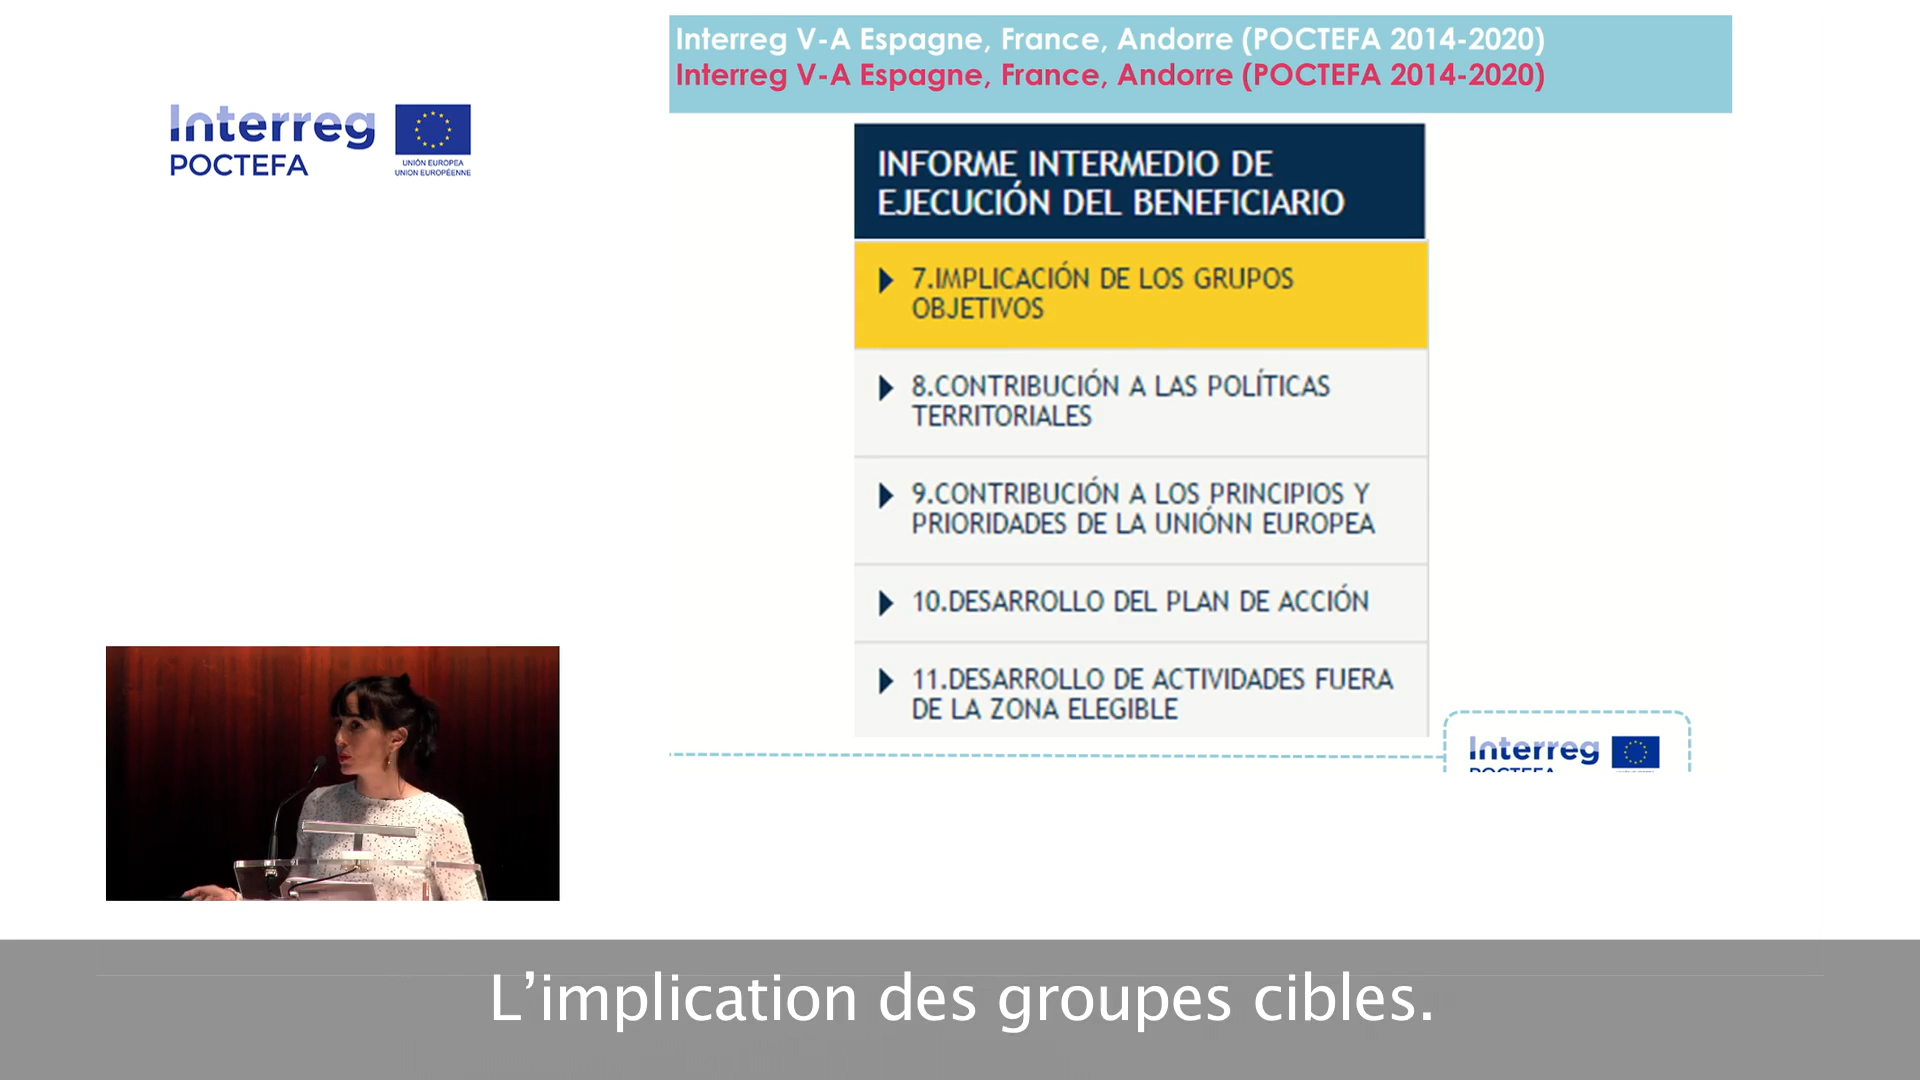 Interreg V-A Espagne, France, Andorre (POCTEFA 2014-2020)
Interreg V-A Espagne, France, Andorre (POCTEFA 2014-2020)
Interreg
POCTEFA
UNIÓN EUROPEA
UNION EUROPÉENNE
INFORME INTERMEDIO DE
EJECUCIÓN DEL BENEFICIARIO
7.IMPLICACIÓN DE LOS GRUPOS
OBJETIVOS
8.CONTRIBUCIÓN A LAS POLÍTICAS
TERRITORIALES
9.CONTRIBUCIÓN A LOS PRINCIPIOS Y
PRIORIDADES DE LA UNIÓNN EUROPEA
10.DESARROLLO DEL PLAN DE ACCIÓN
11.DESARROLLO DE ACTIVIDADES FUERA
DE LA ZONA ELEGIBLE
Interreg
POCTEFA
L’implication des groupes cibles.